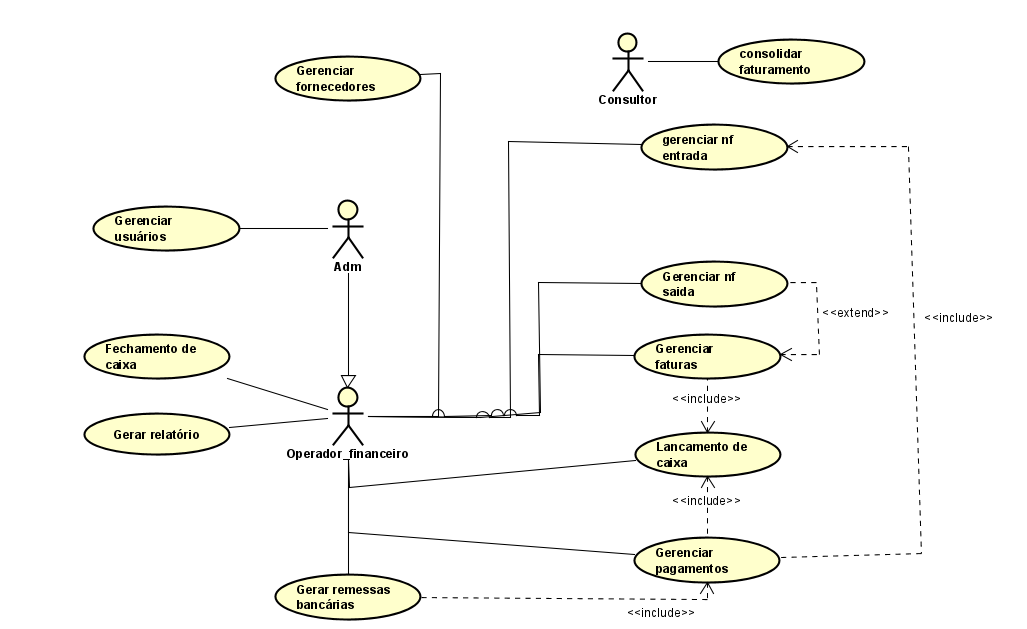 consolidar
faturamento
Gerenciar
fornecedores
Consultor
gerenciar nf
entrada
Gerenciar
usuários
Adm
Gerenciar nf
saida
<<extend>>
<<include>>
Fechamento de
caixa
Gerenciar
faturas
<<include>>
Gerar relatório
Operador_financeiro
Lancamento de
caixa
<<include>>
Gerenciar
pagamentos
Gerar remessas
bancárias
<<include>>